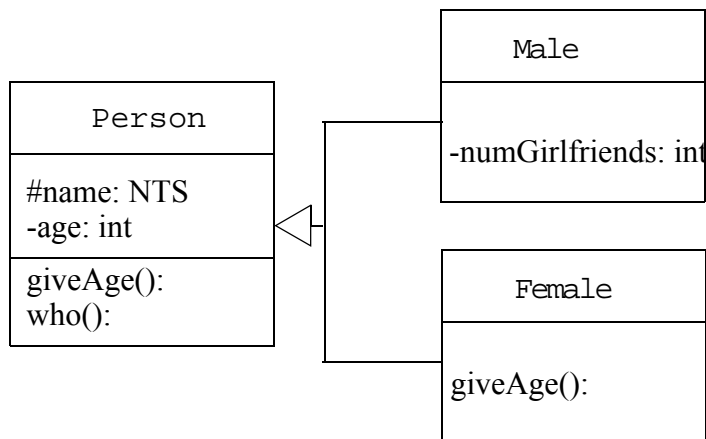 Person
#name: NTS
-age: int
giveAge():
who():
Male
-numGirlfriends: int
Female
giveAge():